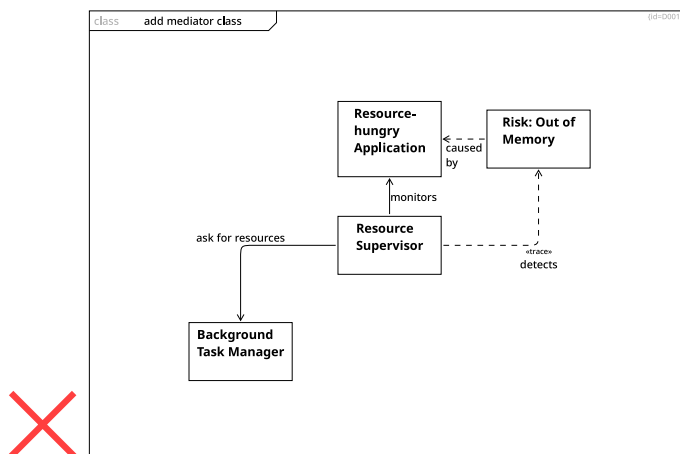 class add mediator class
{id=D001
Resource-
hungry
Application
Risk: Out of
Memory
caused
by
monitors
Resource
Supervisor
ask for resources
«trace»
detects
Background
Task Manager